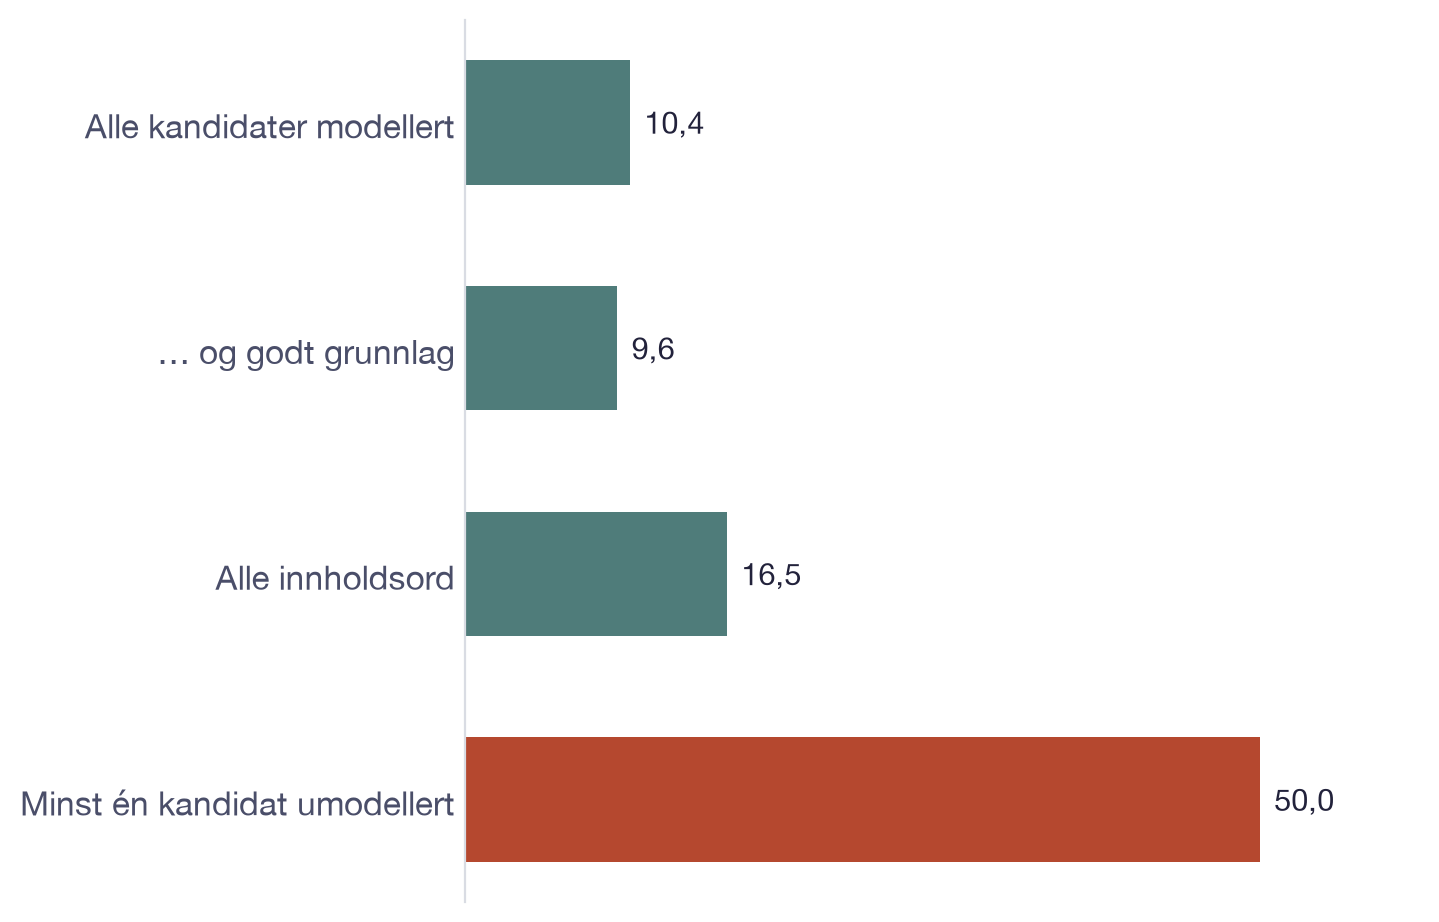 Alle kandidater modellert 10,4
… og godt grunnlag 9,6
Alle innholdsord 16,5
Minst én kandidat umodellert 50,0